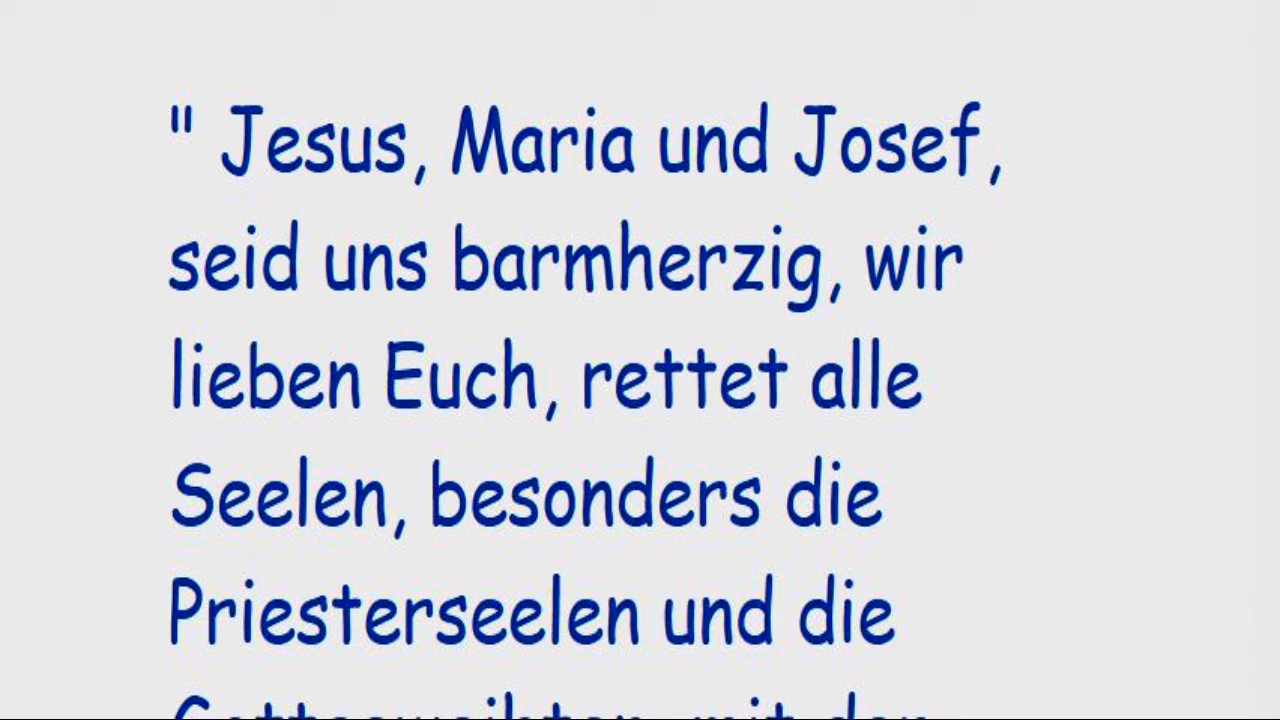 " Jesus, Maria und Josef,
seid uns barmherzig, wir
lieben Euch, rettet alle
Seelen, besonders die
Priesterseelen und die